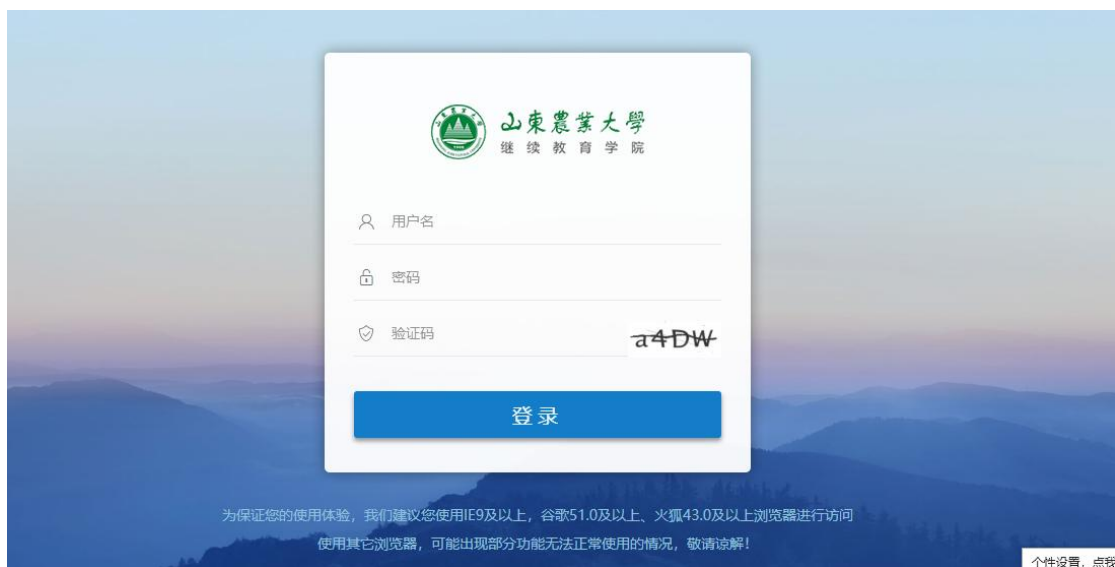 山東農業大學
继续教育学院
用户名
密码
验证码
a4DW
登录
为保证您的使用体验，我们建议您使用IE9及以上，谷歌51.0及以上、火狐43.0及以上浏览器进行访问
使用其它浏览器，可能出现部分功能无法正常使用的情况，敬请谅解！
个性设置，点我